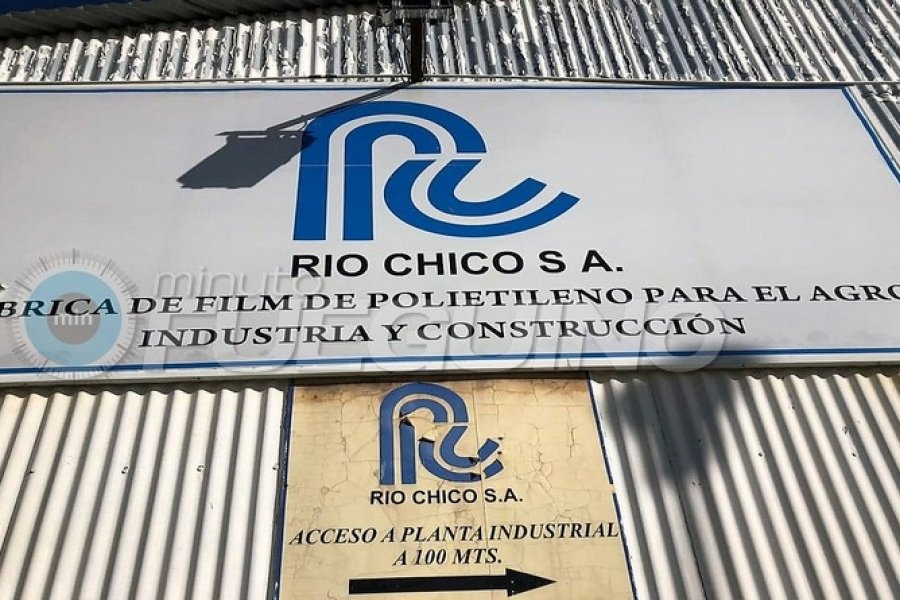 RIO CHICO S A.
BRICA DE FILM DE POLIETILENO PARA EL AGRO
INDUSTRIA Y CONSTRUCCIÓN
minuto
min
FUEGUINO
RIO CHICO S.A.
ACCESO A PLANTA INDUSTRIAL
A 100 MTS.